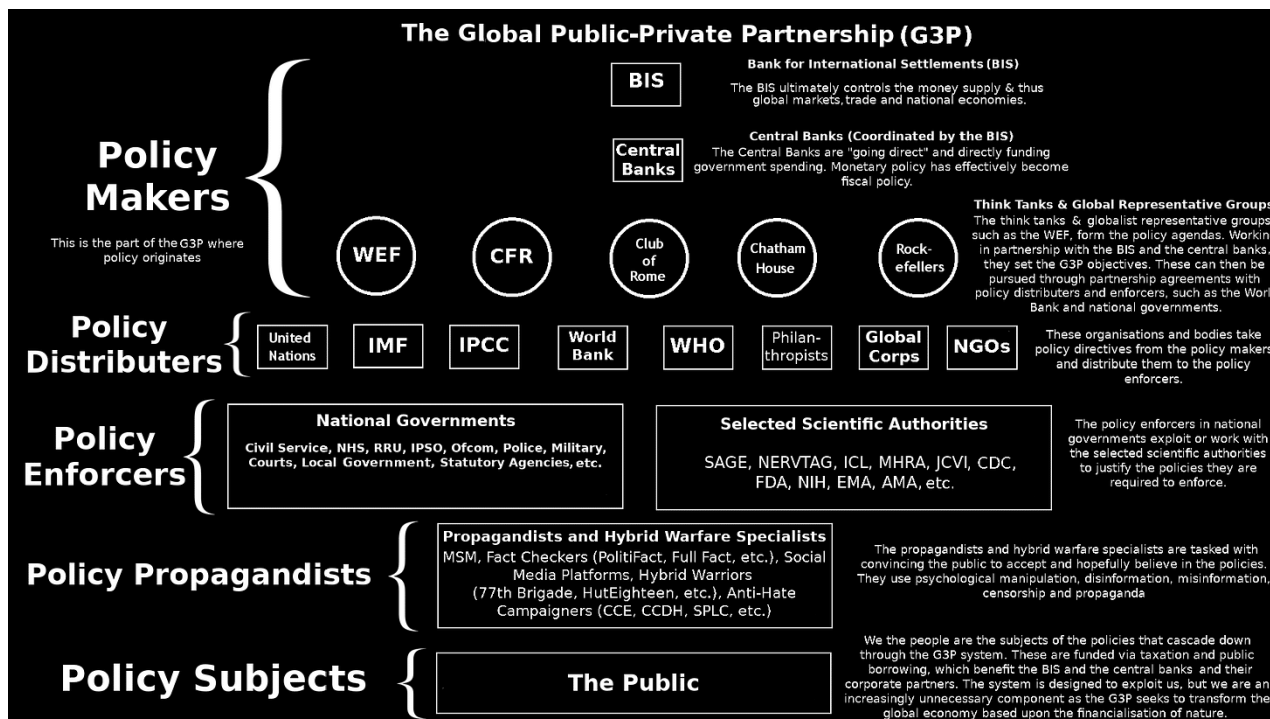 The Global Public-Private Partnership (G3P)
BIS
Bank for International Settlements (BIS)
The BIS ultimately controls the money supply & thus
global markets, trade and national economies.
Policy
Makers
This is the part of the G3P where
policy originates
Central
Banks
Central Banks (Coordinated by the BIS)
The Central Banks are "going direct" and directly funding
government spending. Monetary policy has effectively become
fiscal policy.
WEF
CFR
Club
of
Rome
Chatham
House
Rock-
efellers
Think Tanks & Global Representative Groups
The think tanks & globalist representative groups,
such as the WEF, form the policy agendas. Workin
in partnership with the BIS and the central banks,
they set the G3P objectives. These can then be
pursued through partnership agreements with
policy distributers and enforcers, such as the Worl
Bank and national governments.
Policy
Distributers
United
Nations
IMF
IPCC
World
Bank
WHO
Philan-
thropists
Global
Corps
NGOs
These organisations and bodies take
policy directives from the policy makers
and distribute them to the policy
enforcers.
Policy
Enforcers
National Governments
Civil Service, NHS, RRU, IPSO, Ofcom, Police, Military,
Courts, Local Government, Statutory Agencies, etc.
Selected Scientific Authorities
SAGE, NERVTAG, ICL, MHRA, JCVI, CDC,
FDA, NIH, EMA, AMA, etc.
The policy enforcers in national
governments exploit or work with
the selected scientific authorities
to justify the policies they are
required to enforce.
Policy Propagandists
Propagandists and Hybrid Warfare Specialists
MSM, Fact Checkers (PolitiFact, Full Fact, etc.), Social
Media Platforms, Hybrid Warriors
(77th Brigade, HutEighteen, etc.), Anti-Hate
Campaigners (CCE, CCDH, SPLC, etc.)
The propagandists and hybrid warfare specialists are tasked with
convincing the public to accept and hopefully believe in the policies.
They use psychological manipulation, disinformation, misinformation,
censorship and propaganda
Policy Subjects
The Public
We the people are the subjects of the policies that cascade down
through the G3P system. These are funded via taxation and public
borrowing, which benefit the BIS and the central banks and their
corporate partners. The system is designed to exploit us, but we are an
increasingly unnecessary component as the G3P seeks to transform the
global economy based upon the financialisation of nature.